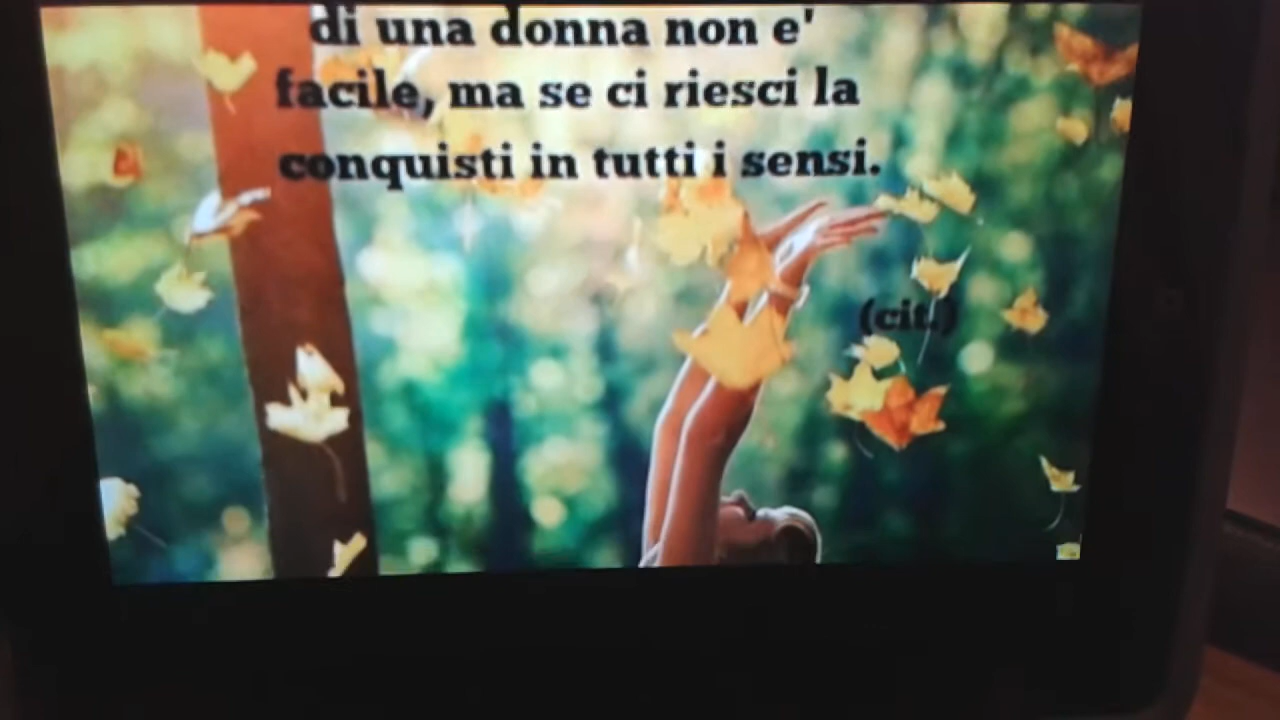 di una donna non e'
facile, ma se ci riesci la
conquisti in tutti i sensi.
(cit.)